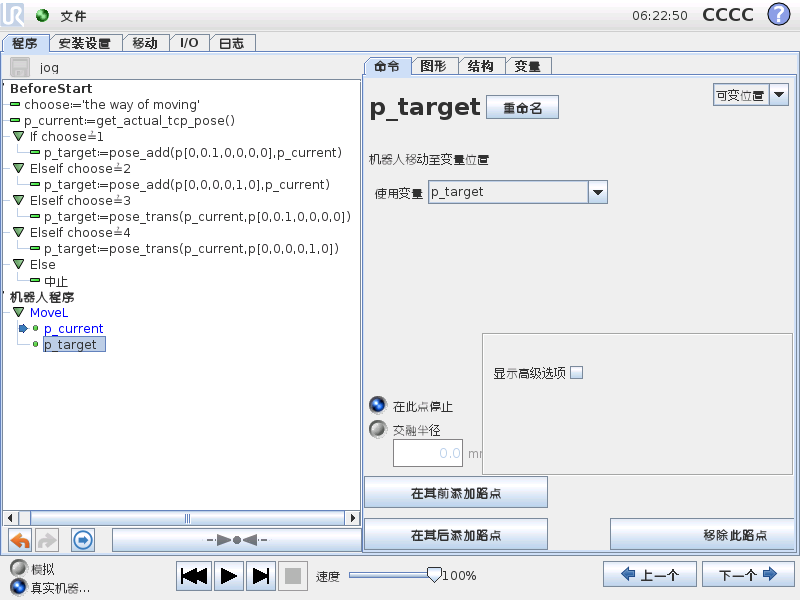 UR 文件 06:22:50 CCCC ?
程序 安装设置 移动 I/O 日志
jog
命令 图形 结构 变量
BeforeStart
choose≔'the way of moving'
p_current≔get_actual_tcp_pose()
If choose≟1
p_target≔pose_add(p[0,0.1,0,0,0,0],p_current)
ElseIf choose≟2
p_target≔pose_add(p[0,0,0,0,1,0],p_current)
ElseIf choose≟3
p_target≔pose_trans(p_current,p[0,0.1,0,0,0,0])
ElseIf choose≟4
p_target≔pose_trans(p_current,p[0,0,0,0,1,0])
Else
中止
机器人程序
MoveL
p_current
p_target
p_target 重命名 可变位置
机器人移动至变量位置
使用变量 p_target
显示高级选项
在此点停止
交融半径
0.0 mm
在其前添加路点
在其后添加路点 移除此路点
模拟
真实机器...
速度 100%
上一个 下一个